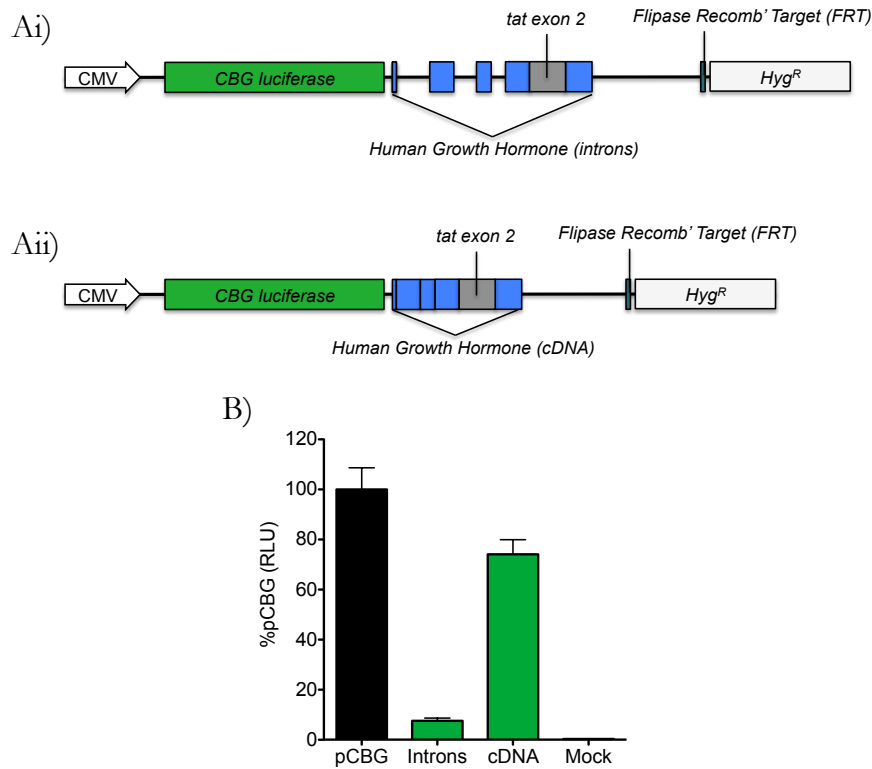 Ai)
tat exon 2
Flipase Recomb' Target (FRT)
CMV
CBG luciferase
Hyg^R
Human Growth Hormone (introns)
Aii)
tat exon 2
Flipase Recomb' Target (FRT)
CMV
CBG luciferase
Hyg^R
Human Growth Hormone (cDNA)
B)
%pCBG (RLU)
120
100
80
60
40
20
0
pCBG Introns cDNA Mock